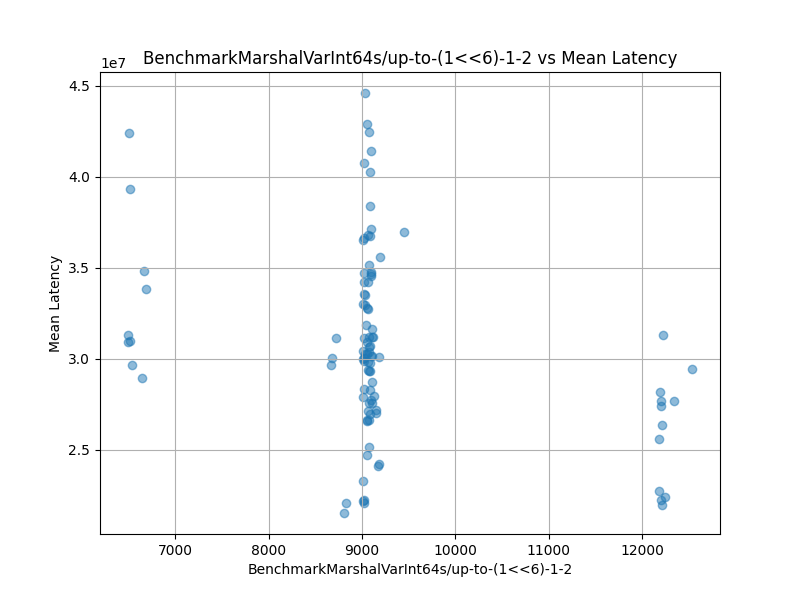 BenchmarkMarshalVarInt64s/up-to-(1<<6)-1-2 vs Mean Latency
1e7
4.5
4.0
3.5
3.0
2.5
Mean Latency
7000 8000 9000 10000 11000 12000
BenchmarkMarshalVarInt64s/up-to-(1<<6)-1-2